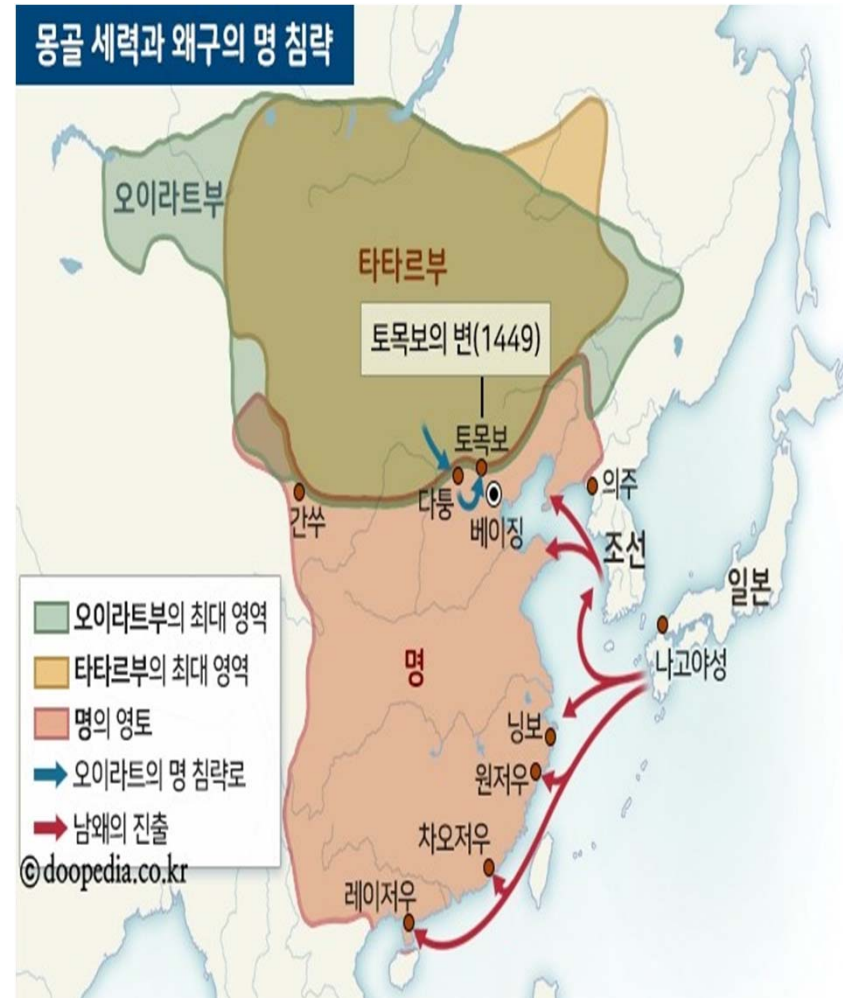 몽골 세력과 왜구의 명 침략
오이라트부
타타르부
토목보의 변(1449)
토목보
다퉁
베이징
의주
간쑤
조선
일본
나고야성
명
닝보
원저우
차오저우
레이저우
오이라트부의 최대 영역
타타르부의 최대 영역
명의 영토
오이라트의 명 침략로
남왜의 진출
©doopedia.co.kr